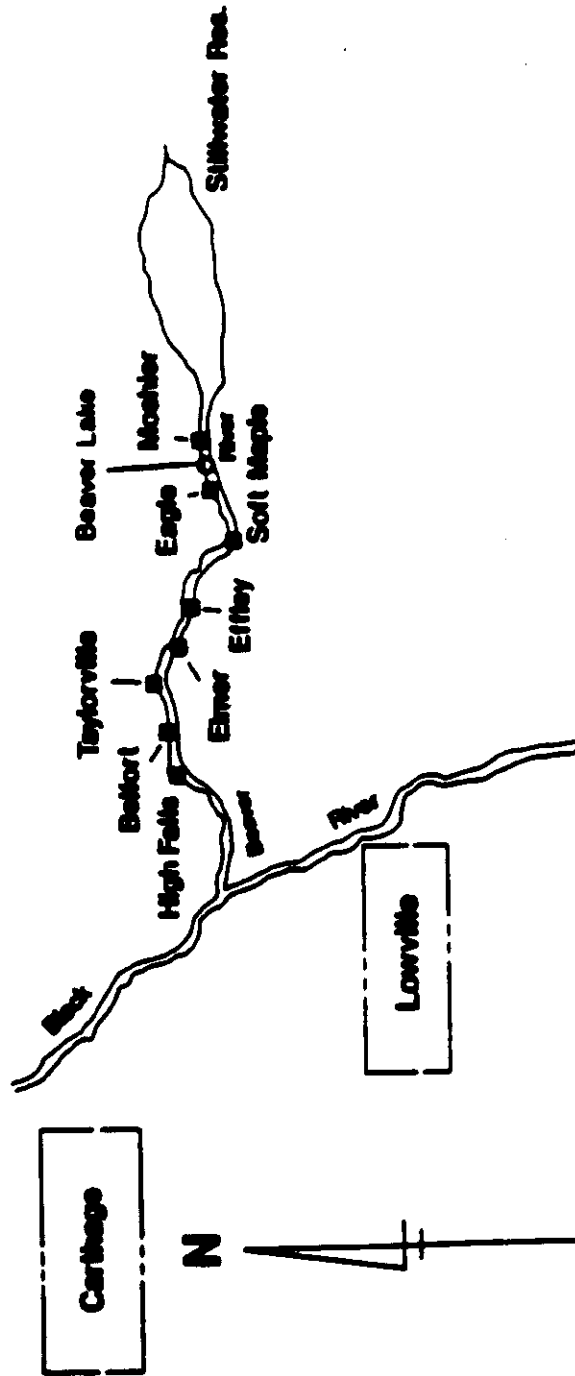 Carthage
N
Black
River
Lowville
High Falls
Belfort
Taylorville
Beaver
Elmer
Effley
Eagle
Beaver Lake
Moshier
River
Soft Maple
Stillwater Res.